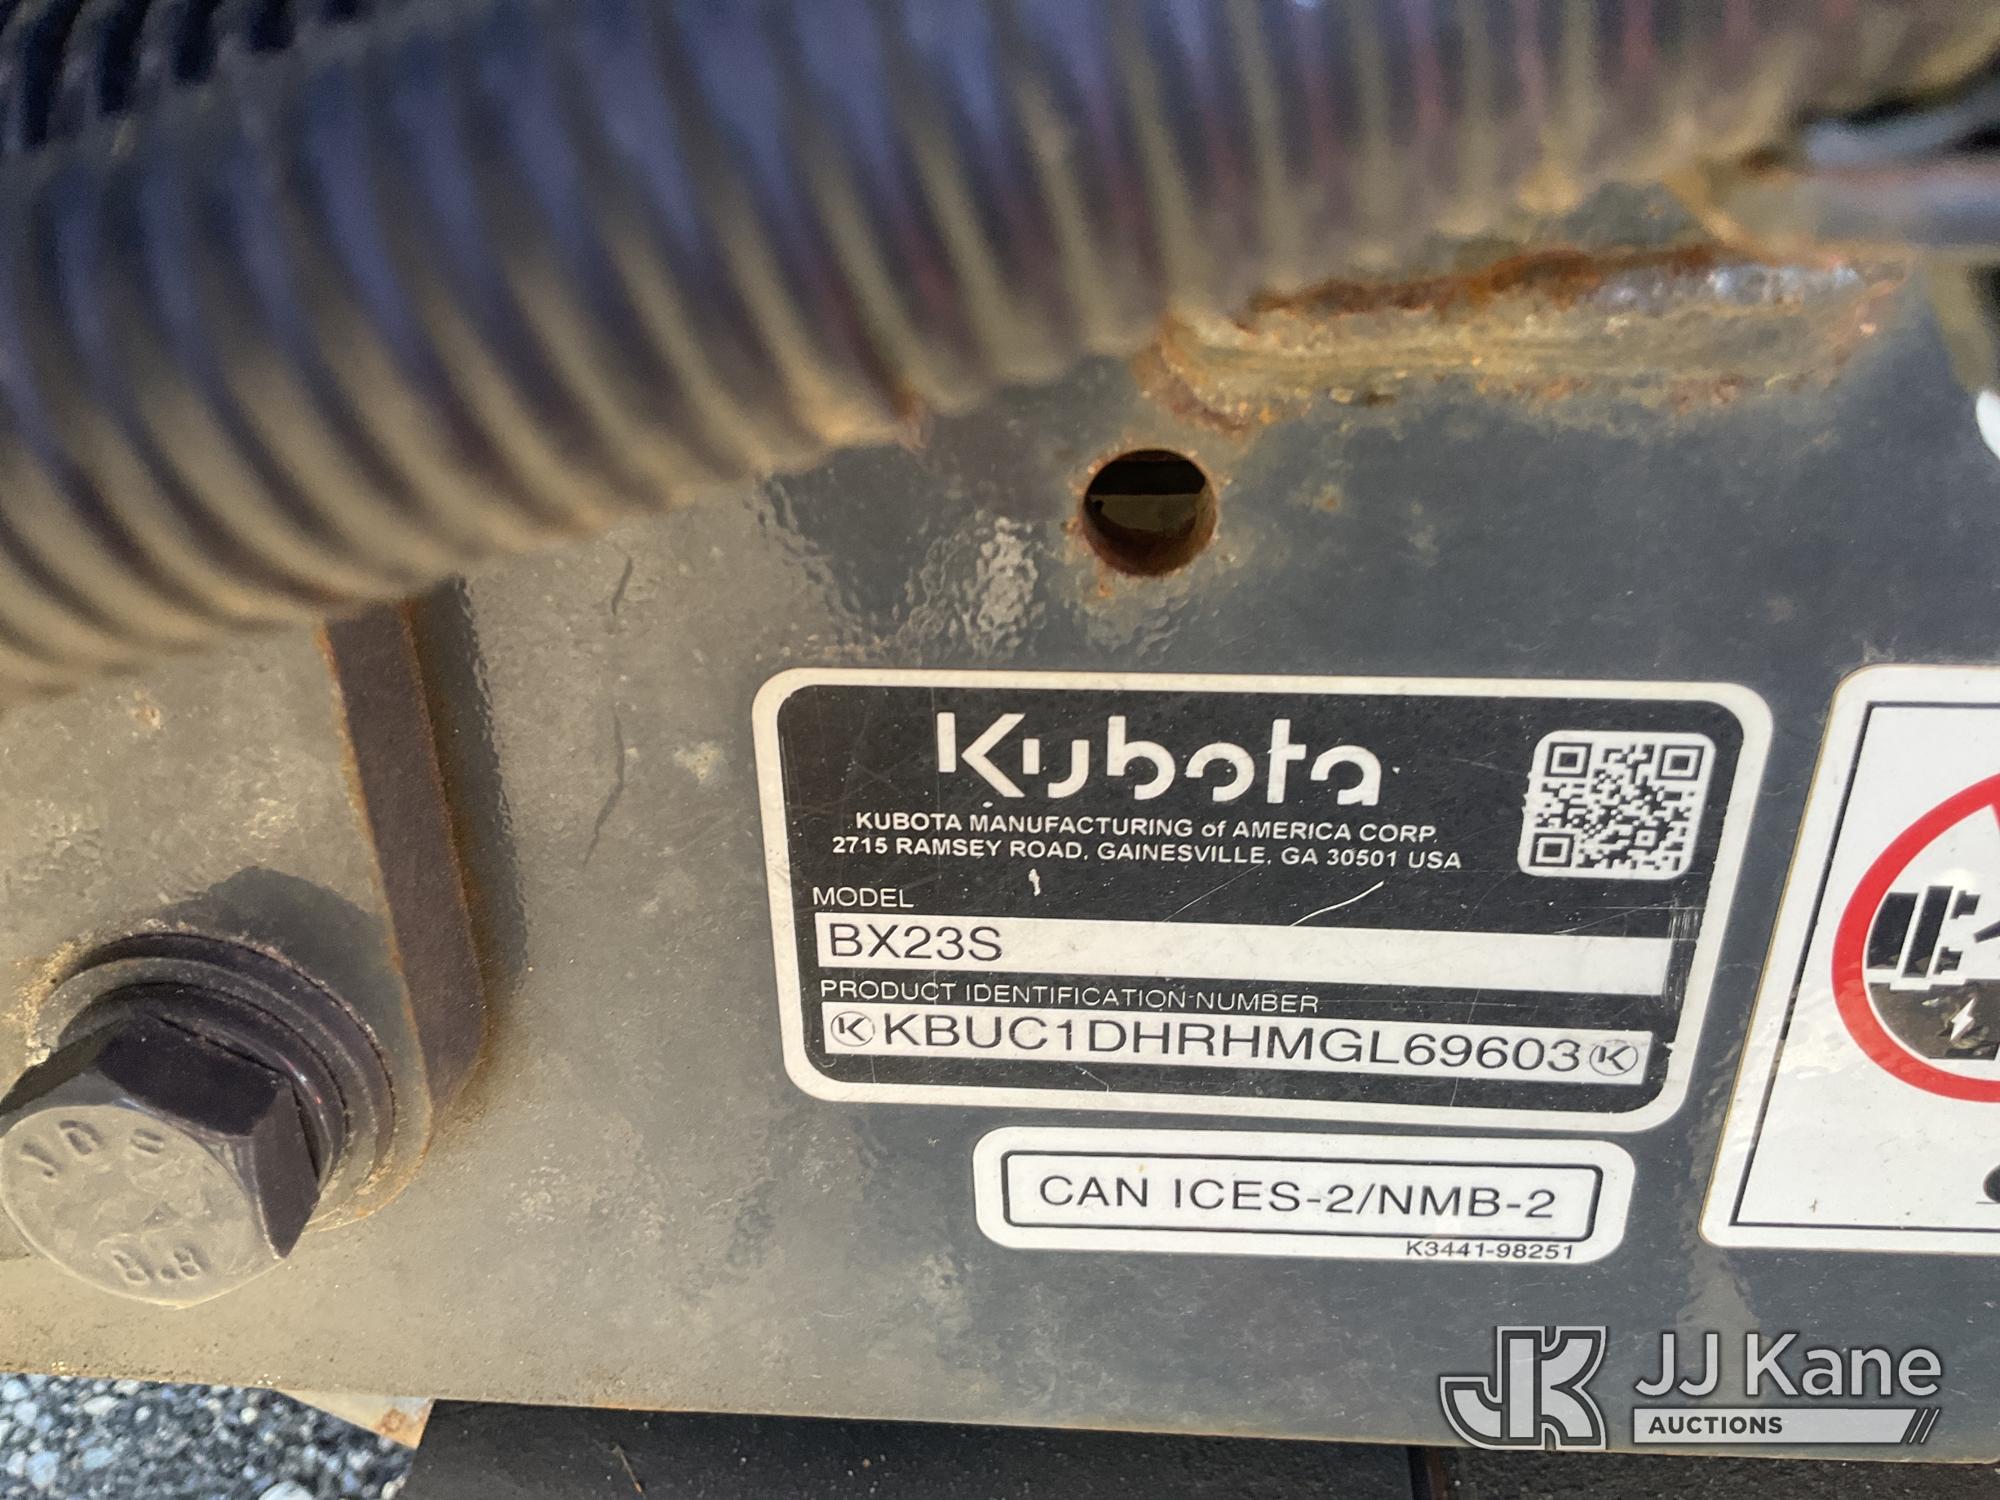 Kubota
KUBOTA MANUFACTURING of AMERICA CORP.
2715 RAMSEY ROAD, GAINESVILLE, GA 30501 USA
MODEL
BX23S
PRODUCT IDENTIFICATION NUMBER
KBUC1DHRHMGL69603
CAN ICES-2/NMB-2
K3441-98251
8.8
JK JJ Kane
AUCTIONS